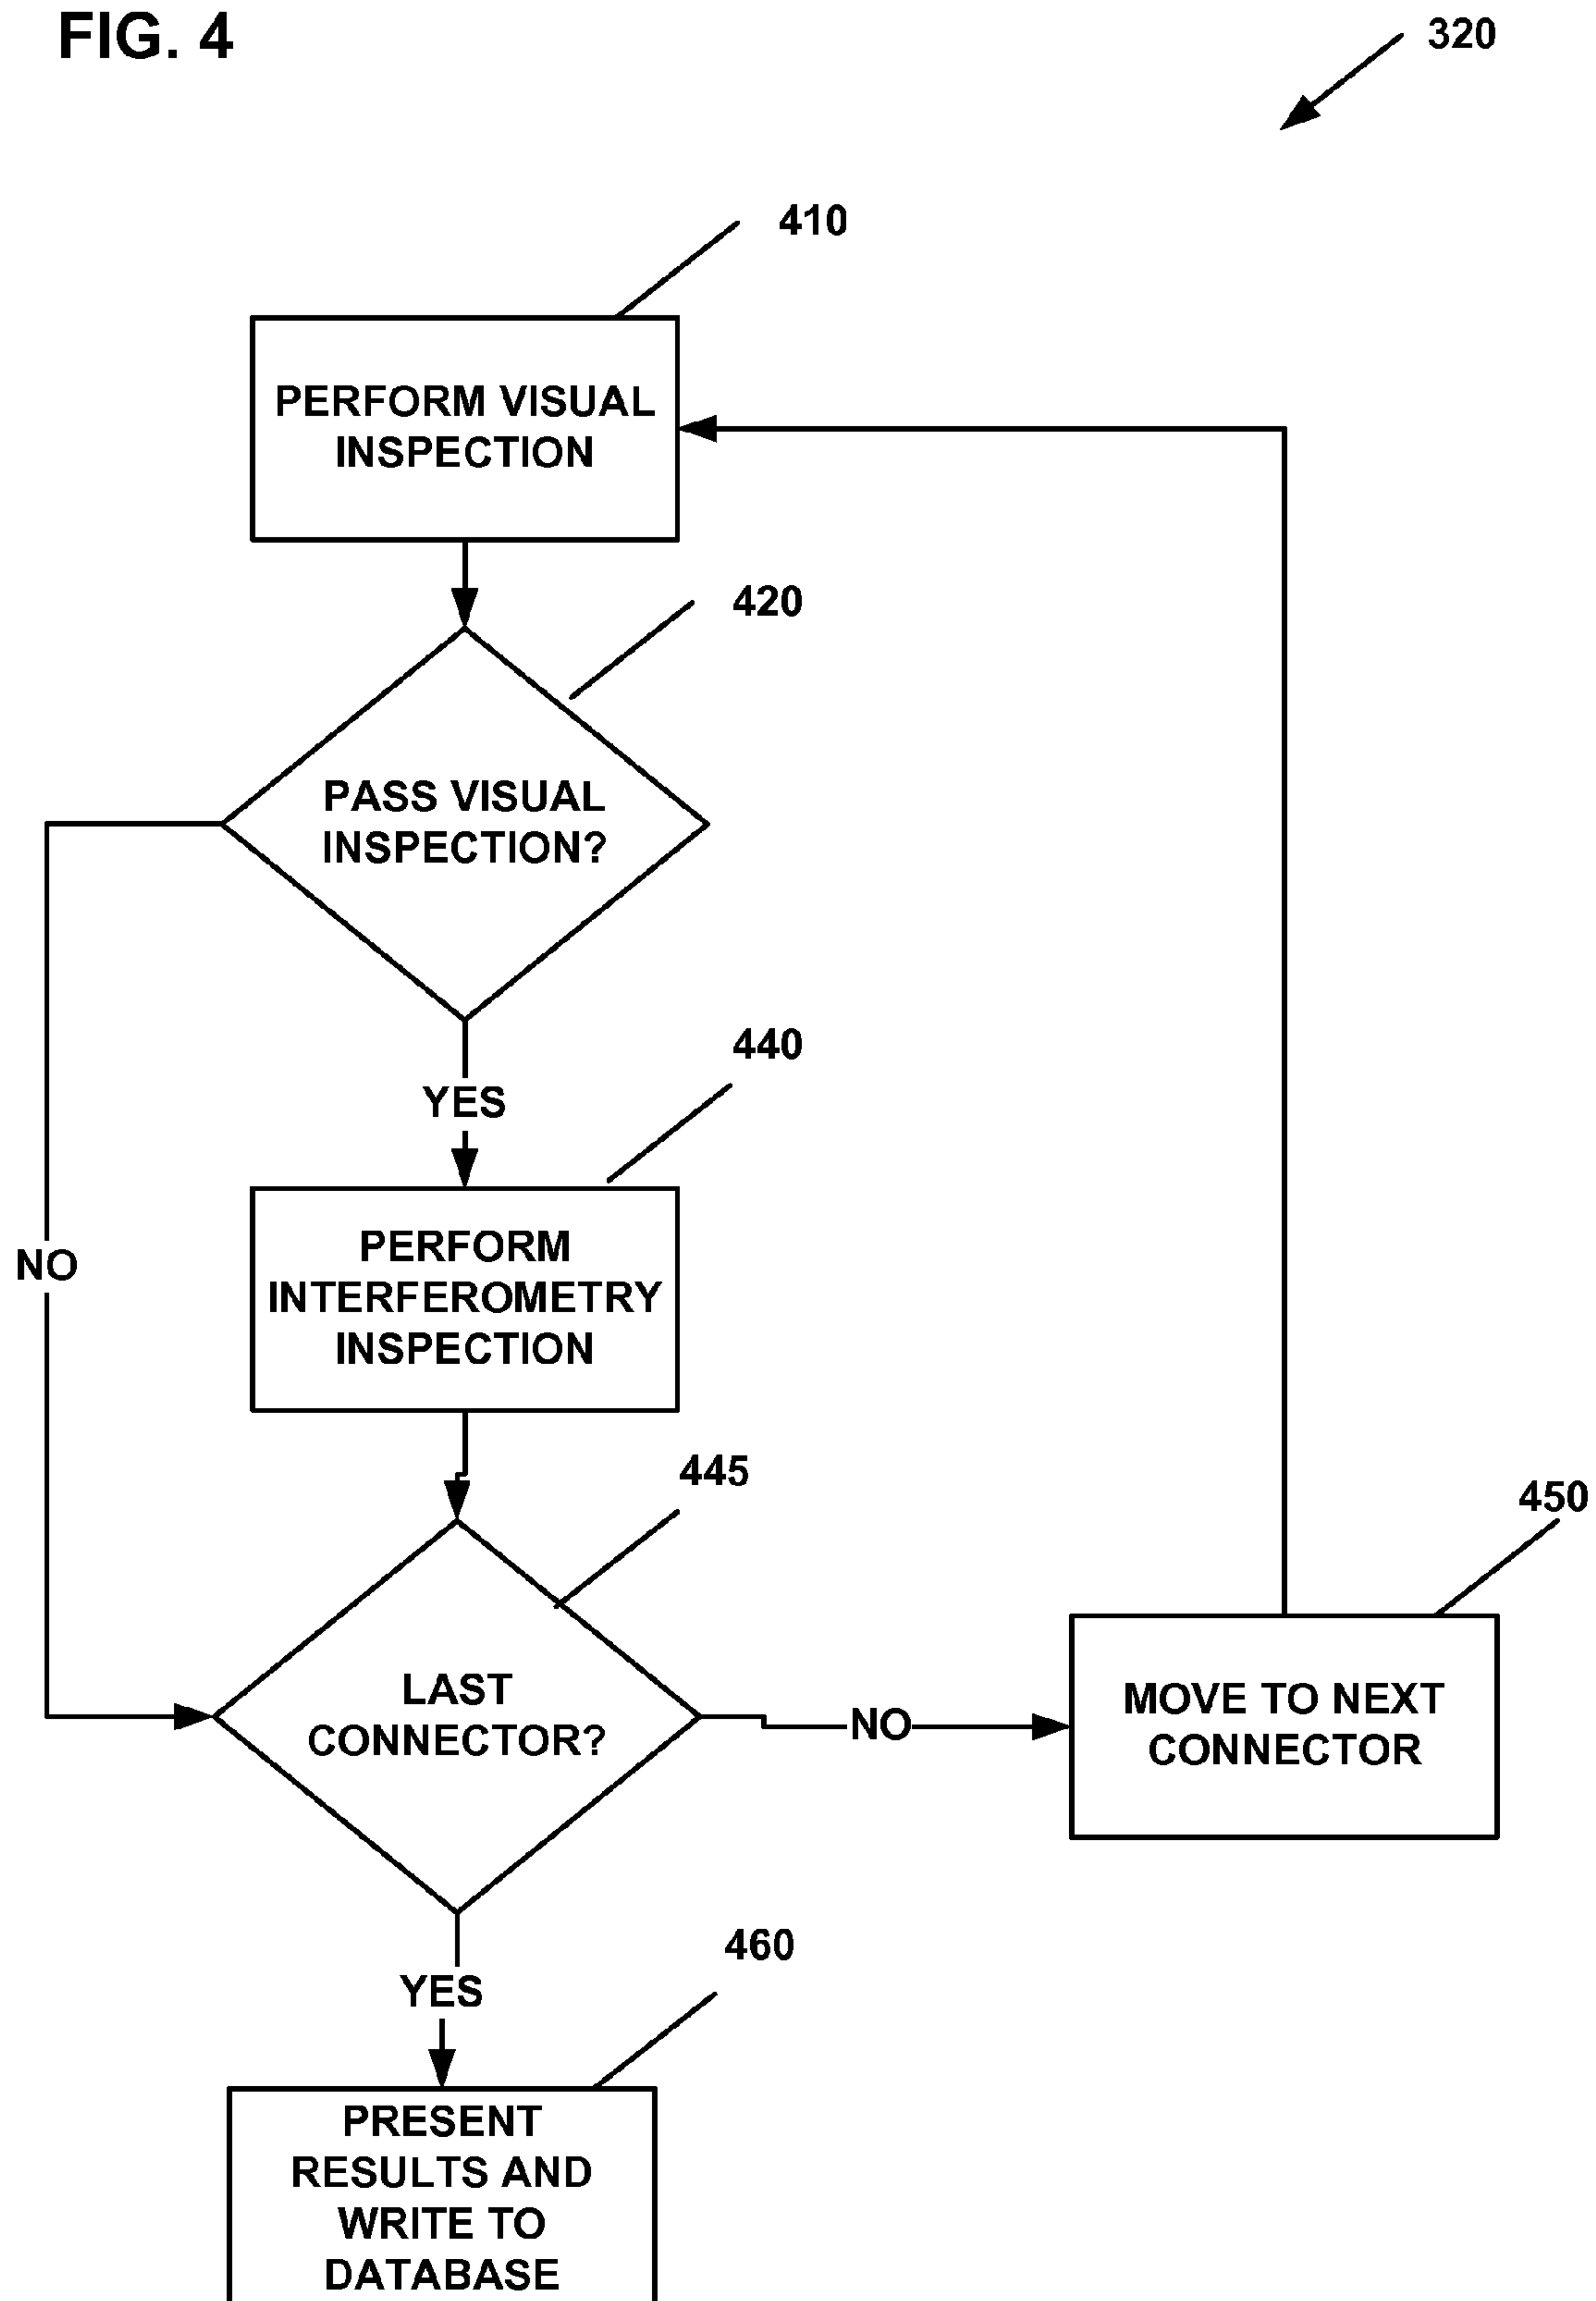 FIG. 4
320
410
PERFORM VISUAL
INSPECTION
420
PASS VISUAL
INSPECTION?
440
YES
PERFORM
INTERFEROMETRY
INSPECTION
NO
445
450
LAST
CONNECTOR?
NO
MOVE TO NEXT
CONNECTOR
460
YES
PRESENT
RESULTS AND
WRITE TO
DATABASE